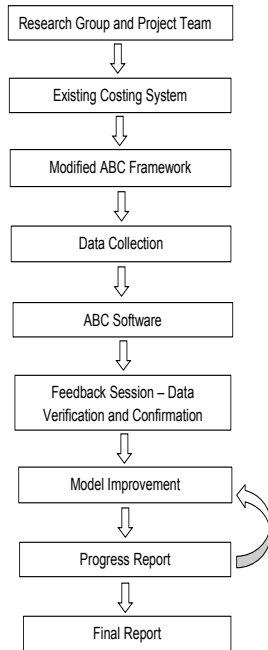 Research Group and Project Team
Existing Costing System
Modified ABC Framework
Data Collection
ABC Software
Feedback Session – Data
Verification and Confirmation
Model Improvement
Progress Report
Final Report